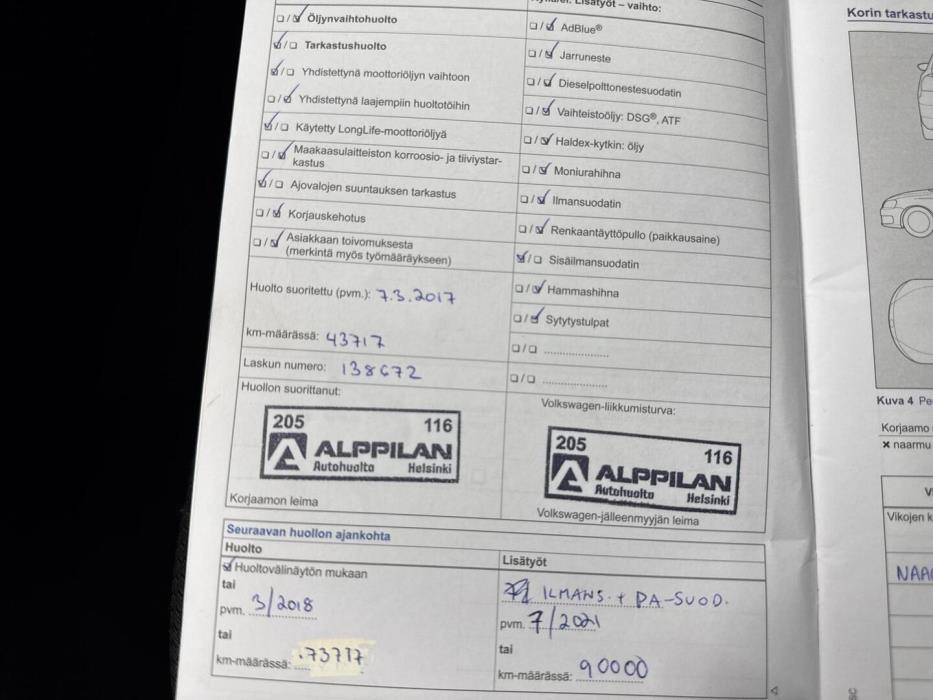 Lisätyöt – vaihto:
☐/☑ Öljynvaihtohuolto
☑/☐ Tarkastushuolto
☑/☐ Yhdistettynä moottoriöljyn vaihtoon
☐/☑ Yhdistettynä laajempiin huoltotöihin
☑/☐ Käytetty LongLife-moottoriöljyä
☐/☑ Maakaasulaitteiston korroosio- ja tiiviystar-
kastus
☑/☐ Ajovalojen suuntauksen tarkastus
☐/☑ Korjauskehotus
☐/☑ Asiakkaan toivomuksesta
(merkintä myös työmääräykseen)
Huolto suoritettu (pvm.): 7.3.2017
km-määrässä: 43717
Laskun numero: 138672
Huollon suorittanut:
205 116
ALPPILAN
Autohuolto Helsinki
Korjaamon leima
☐/☑ AdBlue®
☐/☑ Jarruneste
☐/☑ Dieselpolttonestesuodatin
☐/☑ Vaihteistoöljy: DSG®, ATF
☐/☑ Haldex-kytkin: öljy
☐/☑ Moniurahihna
☐/☑ Ilmansuodatin
☐/☑ Renkaantäyttöpullo (paikkausaine)
☑/☐ Sisäilmansuodatin
☐/☑ Hammashihna
☐/☑ Sytytystulpat
☐/☐ ....................
☐/☐ ....................
Volkswagen-liikkumisturva:
205 116
ALPPILAN
Autohuolto Helsinki
Volkswagen-jälleenmyyjän leima
Seuraavan huollon ajankohta
Huolto
☑ Huoltovälinäytön mukaan
tai
pvm. 3/2018
tai
km-määrässä: 73717
Lisätyöt
ILMANS. + PA-SUOD.
pvm. 7/2021
tai
km-määrässä: 90000
Korin tarkastu
Kuva 4 Pe
Korjaamo
✕ naarmu
Vikojen k
NAA